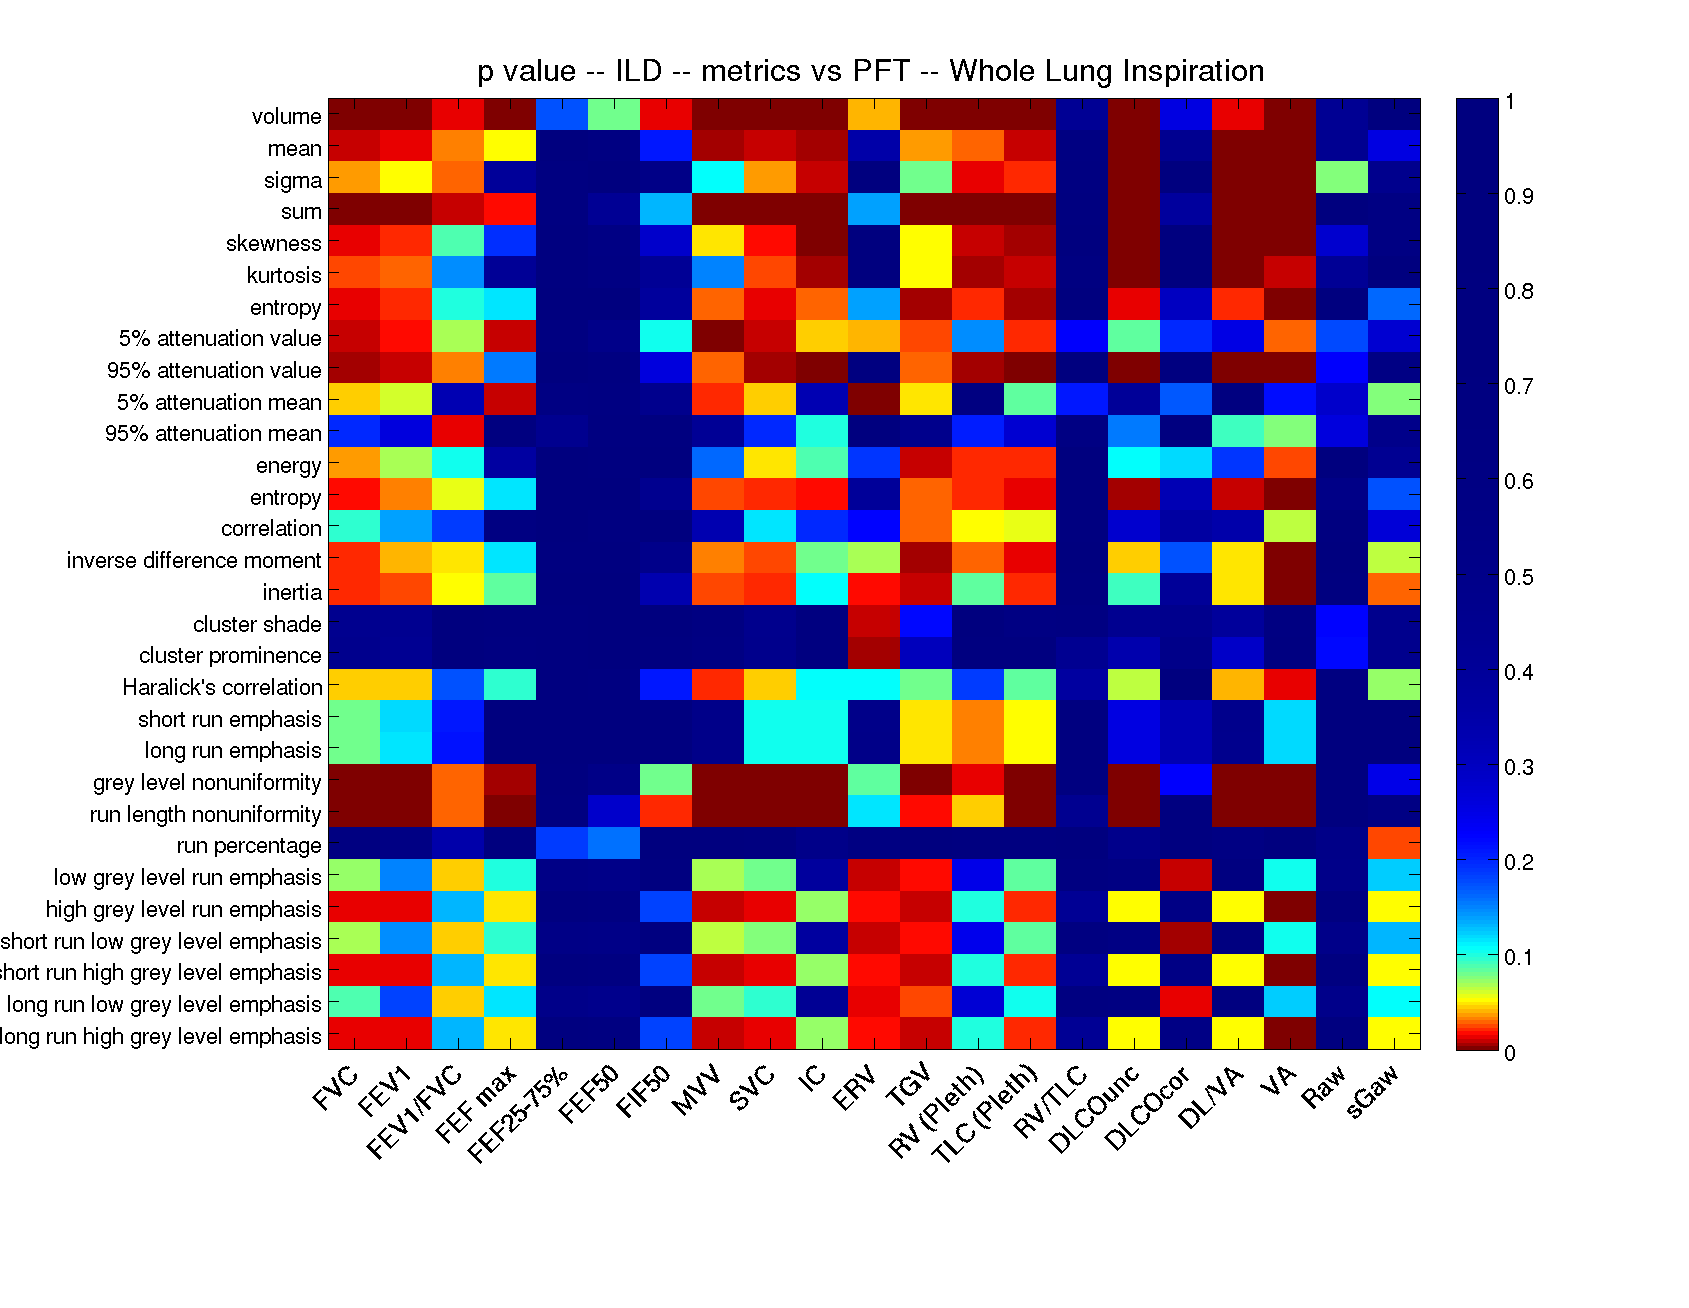 p value -- ILD -- metrics vs PFT -- Whole Lung Inspiration
volume
mean
sigma
sum
skewness
kurtosis
entropy
5% attenuation value
95% attenuation value
5% attenuation mean
95% attenuation mean
energy
entropy
correlation
inverse difference moment
inertia
cluster shade
cluster prominence
Haralick's correlation
short run emphasis
long run emphasis
grey level nonuniformity
run length nonuniformity
run percentage
low grey level run emphasis
high grey level run emphasis
short run low grey level emphasis
short run high grey level emphasis
long run low grey level emphasis
long run high grey level emphasis
FVC
FEV1
FEV1/FVC
FEF max
FEF25-75%
FEF50
FIF50
MVV
SVC
IC
ERV
TGV
RV (Pleth)
TLC (Pleth)
RV/TLC
DLCOunc
DLCOcor
DL/VA
VA
Raw
sGaw
1
0.9
0.8
0.7
0.6
0.5
0.4
0.3
0.2
0.1
0